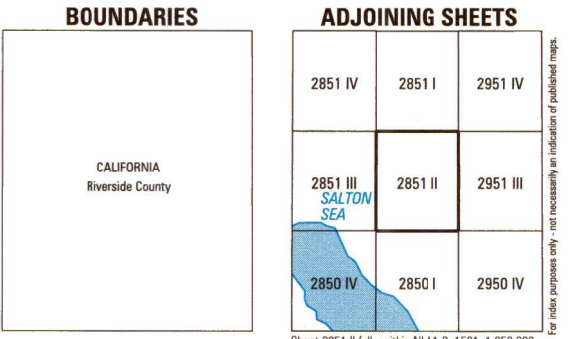 BOUNDARIES
CALIFORNIA
Riverside County
ADJOINING SHEETS
2851 IV 2851 I 2951 IV
2851 III 2851 II 2951 III
SALTON
SEA
2850 IV 2850 I 2950 IV
For index purposes only - not necessarily an indication of published maps.